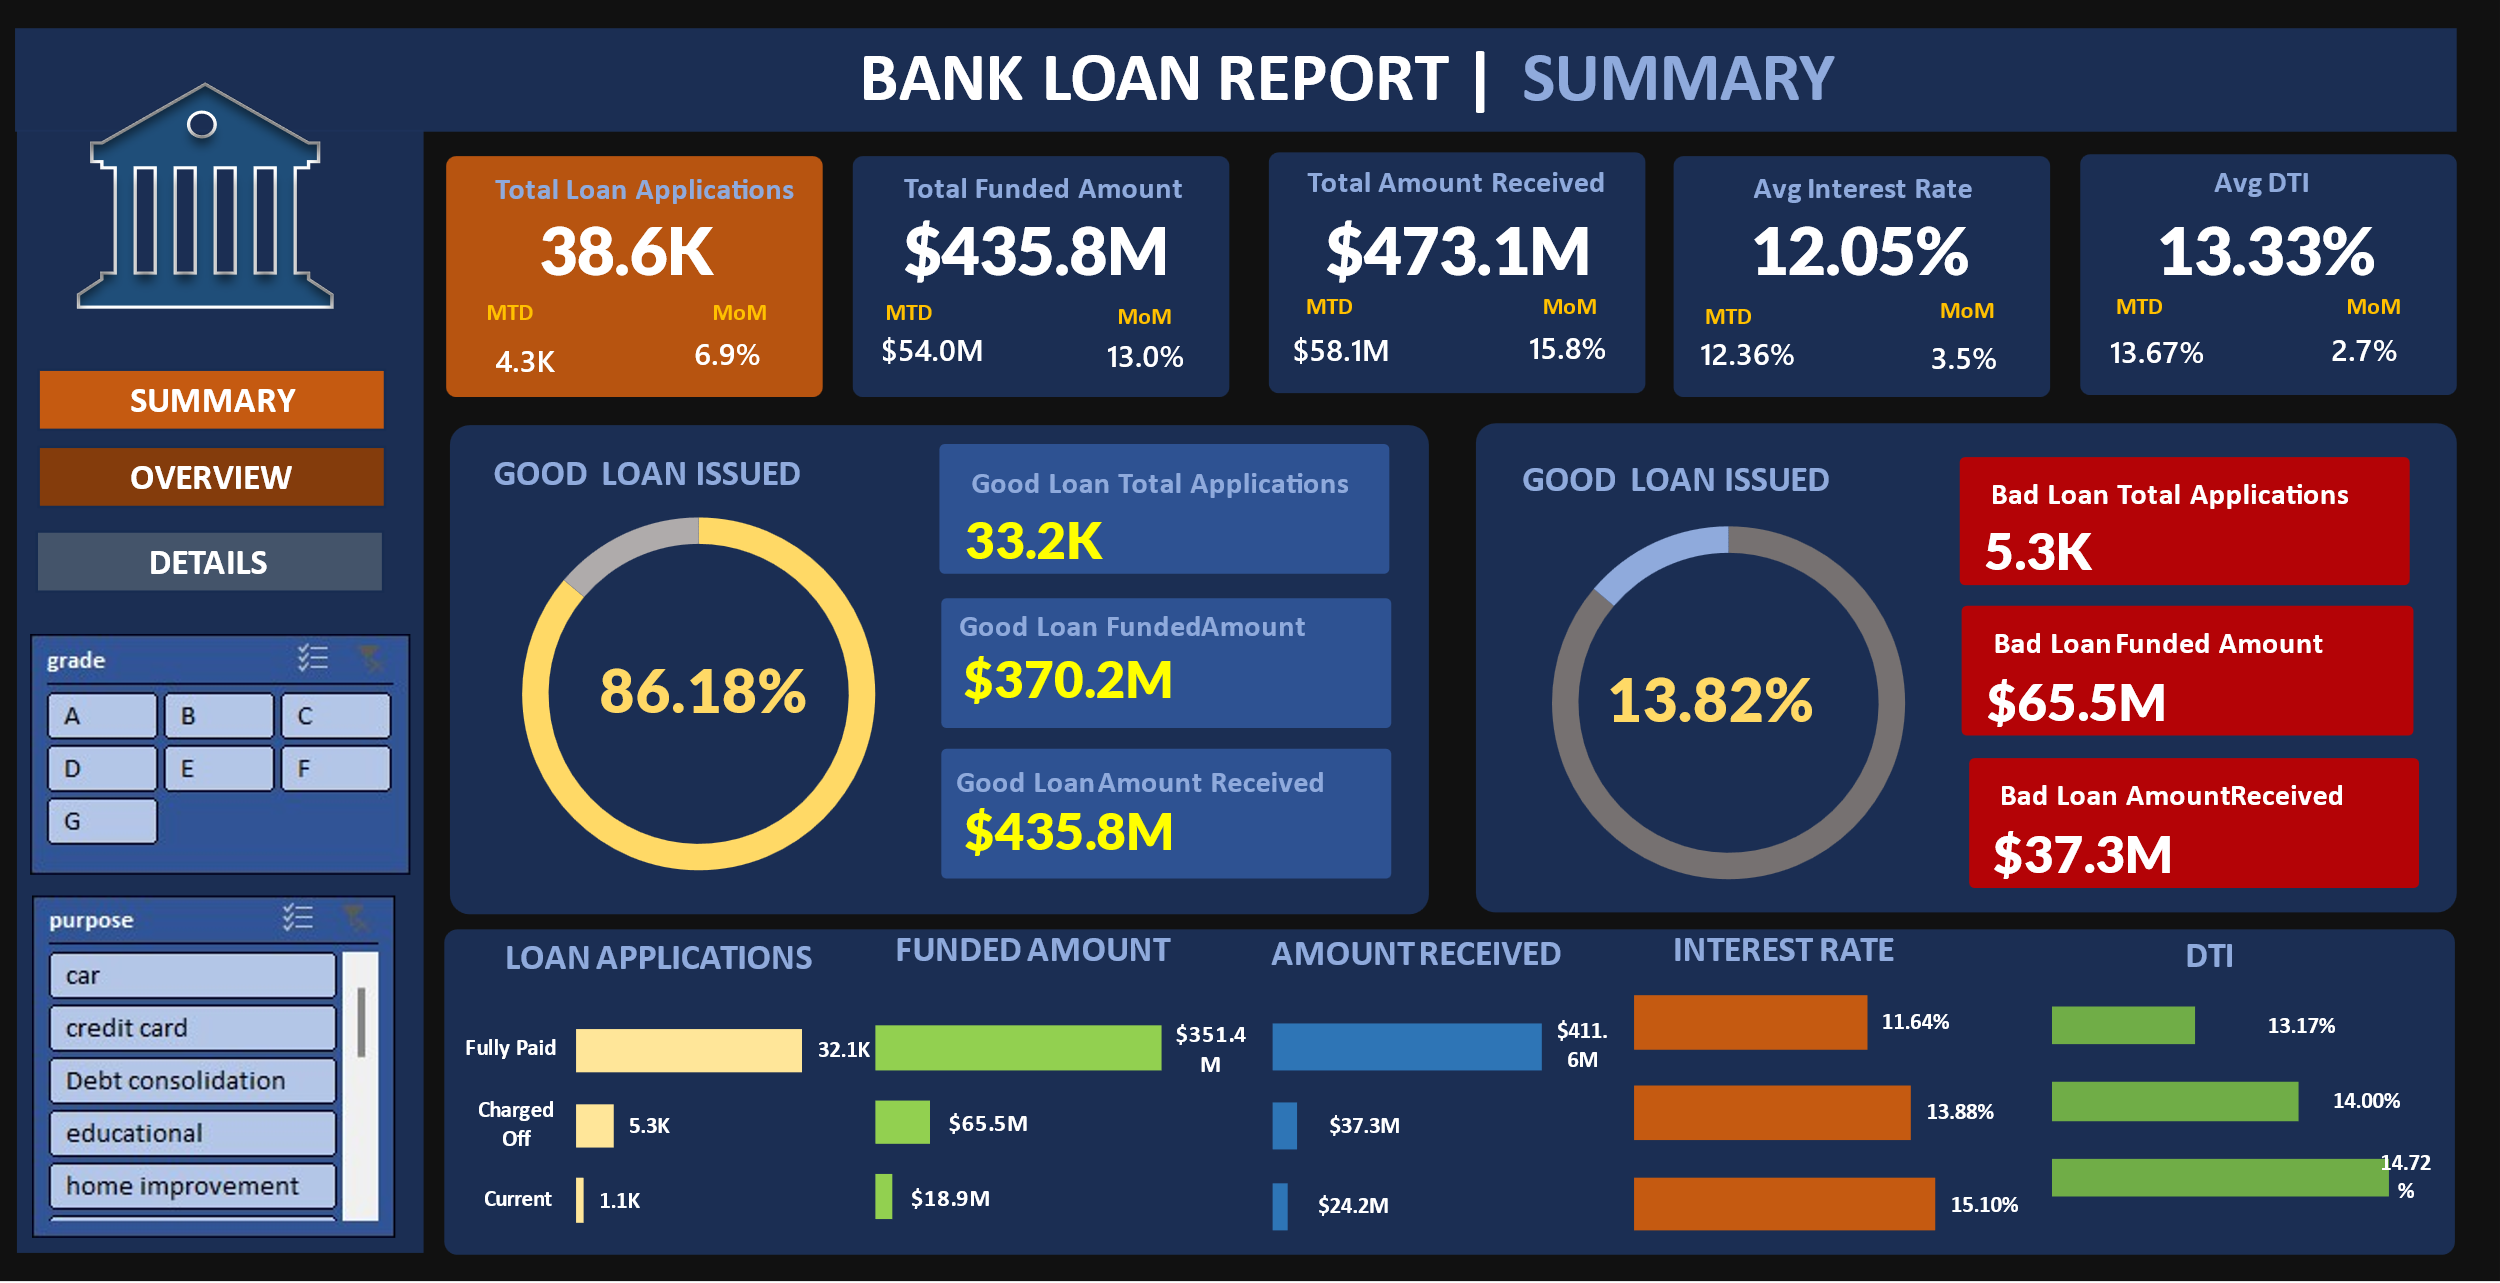 BANK LOAN REPORT | SUMMARY
SUMMARY
OVERVIEW
DETAILS
grade
A
B
C
D
E
F
G
purpose
car
credit card
Debt consolidation
educational
home improvement
Total Loan Applications
38.6K
MTD
MoM
4.3K
6.9%
Total Funded Amount
$435.8M
MTD
MoM
$54.0M
13.0%
Total Amount Received
$473.1M
MTD
MoM
$58.1M
15.8%
Avg Interest Rate
12.05%
MTD
MoM
12.36%
3.5%
Avg DTI
13.33%
MTD
MoM
13.67%
2.7%
GOOD LOAN ISSUED
86.18%
Good Loan Total Applications
33.2K
Good Loan FundedAmount
$370.2M
Good Loan Amount Received
$435.8M
GOOD LOAN ISSUED
13.82%
Bad Loan Total Applications
5.3K
Bad Loan Funded Amount
$65.5M
Bad Loan AmountReceived
$37.3M
LOAN APPLICATIONS
Fully Paid
32.1K
Charged
Off
5.3K
Current
1.1K
FUNDED AMOUNT
$351.4
M
$65.5M
$18.9M
AMOUNT RECEIVED
$411.
6M
$37.3M
$24.2M
INTEREST RATE
11.64%
13.88%
15.10%
DTI
13.17%
14.00%
14.72
%